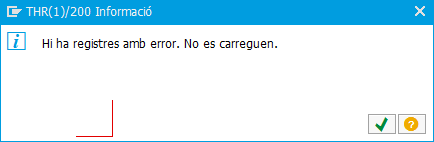 THR(1)/200 Informació
Hi ha registres amb error. No es carreguen.